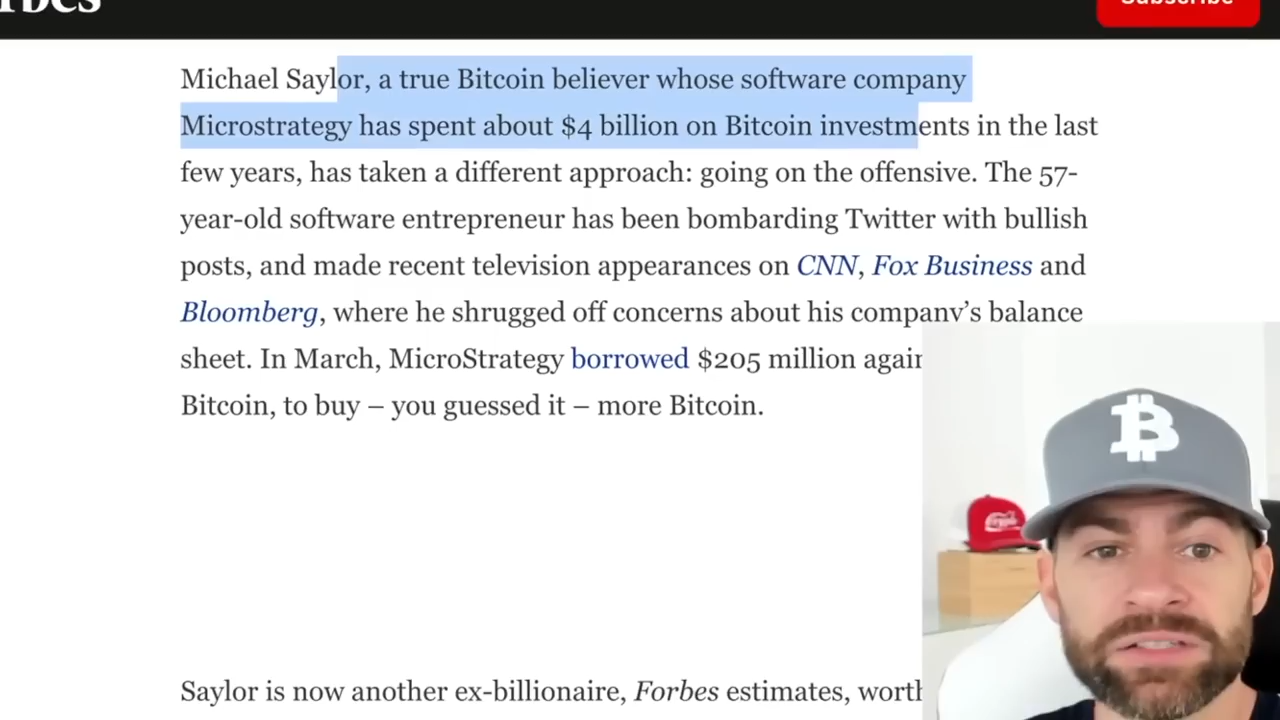 Subscribe
Michael Saylor, a true Bitcoin believer whose software company
Microstrategy has spent about $4 billion on Bitcoin investments in the last
few years, has taken a different approach: going on the offensive. The 57-
year-old software entrepreneur has been bombarding Twitter with bullish
posts, and made recent television appearances on CNN, Fox Business and
Bloomberg, where he shrugged off concerns about his company’s balance
sheet. In March, MicroStrategy borrowed $205 million again
Bitcoin, to buy – you guessed it – more Bitcoin.
Saylor is now another ex-billionaire, Forbes estimates, worth